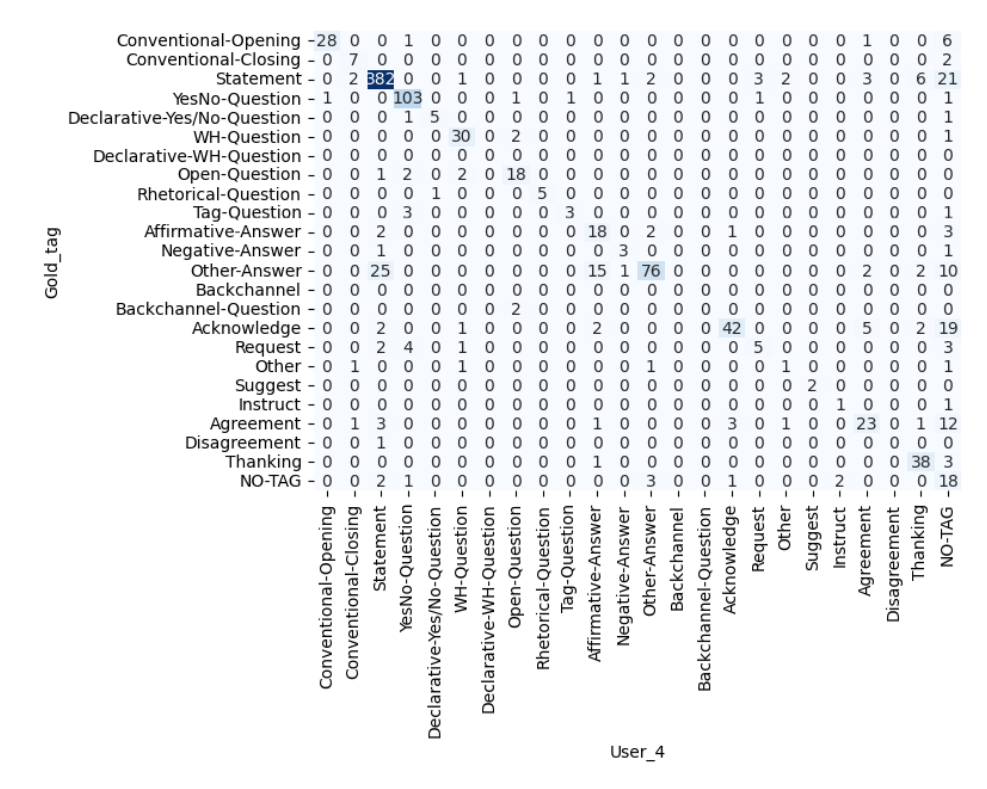 Gold_tag
Conventional-Opening 28 0 0 1 0 0 0 0 0 0 0 0 0 0 0 0 0 0 0 0 1 0 0 6
Conventional-Closing 0 7 0 0 0 0 0 0 0 0 0 0 0 0 0 0 0 0 0 0 0 0 0 2
Statement 0 2 382 0 0 1 0 0 0 0 1 1 2 0 0 0 3 2 0 0 3 0 6 21
YesNo-Question 1 0 0 103 0 0 0 1 0 1 0 0 0 0 0 0 1 0 0 0 0 0 0 1
Declarative-Yes/No-Question 0 0 0 1 5 0 0 0 0 0 0 0 0 0 0 0 0 0 0 0 0 0 0 1
WH-Question 0 0 0 0 0 30 0 2 0 0 0 0 0 0 0 0 0 0 0 0 0 0 0 1
Declarative-WH-Question 0 0 0 0 0 0 0 0 0 0 0 0 0 0 0 0 0 0 0 0 0 0 0 0
Open-Question 0 0 1 2 0 2 0 18 0 0 0 0 0 0 0 0 0 0 0 0 0 0 0 0
Rhetorical-Question 0 0 0 0 1 0 0 0 5 0 0 0 0 0 0 0 0 0 0 0 0 0 0 0
Tag-Question 0 0 0 3 0 0 0 0 0 3 0 0 0 0 0 0 0 0 0 0 0 0 0 1
Affirmative-Answer 0 0 2 0 0 0 0 0 0 0 18 0 2 0 0 1 0 0 0 0 0 0 0 3
Negative-Answer 0 0 1 0 0 0 0 0 0 0 0 3 0 0 0 0 0 0 0 0 0 0 0 1
Other-Answer 0 0 25 0 0 0 0 0 0 0 15 1 76 0 0 0 0 0 0 0 2 0 2 10
Backchannel 0 0 0 0 0 0 0 0 0 0 0 0 0 0 0 0 0 0 0 0 0 0 0 0
Backchannel-Question 0 0 0 0 0 0 0 2 0 0 0 0 0 0 0 0 0 0 0 0 0 0 0 0
Acknowledge 0 0 2 0 0 1 0 0 0 0 2 0 0 0 0 42 0 0 0 0 5 0 2 19
Request 0 0 2 4 0 1 0 0 0 0 0 0 0 0 0 0 5 0 0 0 0 0 0 3
Other 0 1 0 0 0 1 0 0 0 0 0 0 1 0 0 0 0 1 0 0 0 0 0 1
Suggest 0 0 0 0 0 0 0 0 0 0 0 0 0 0 0 0 0 0 2 0 0 0 0 0
Instruct 0 0 0 0 0 0 0 0 0 0 0 0 0 0 0 0 0 0 0 1 0 0 0 1
Agreement 0 1 3 0 0 0 0 0 0 0 1 0 0 0 0 3 0 1 0 0 23 0 1 12
Disagreement 0 0 1 0 0 0 0 0 0 0 0 0 0 0 0 0 0 0 0 0 0 0 0 0
Thanking 0 0 0 0 0 0 0 0 0 0 1 0 0 0 0 0 0 0 0 0 0 0 38 3
NO-TAG 0 0 2 1 0 0 0 0 0 0 0 0 3 0 0 1 0 0 0 2 0 0 0 18
Conventional-Opening
Conventional-Closing
Statement
YesNo-Question
Declarative-Yes/No-Question
WH-Question
Declarative-WH-Question
Open-Question
Rhetorical-Question
Tag-Question
Affirmative-Answer
Negative-Answer
Other-Answer
Backchannel
Backchannel-Question
Acknowledge
Request
Other
Suggest
Instruct
Agreement
Disagreement
Thanking
NO-TAG
User_4